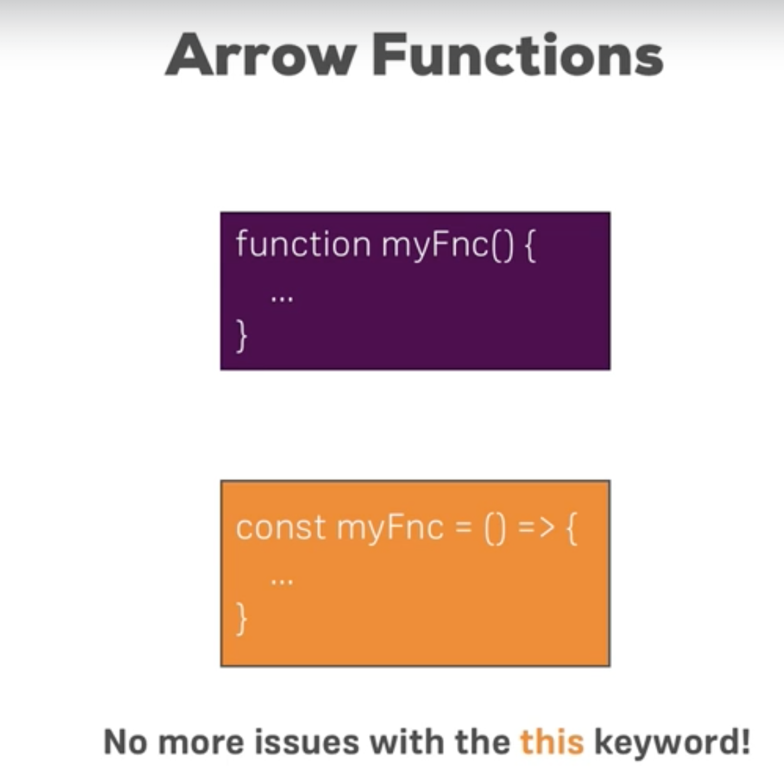 Arrow Functions
function myFnc() {
...
}
const myFnc = () => {
...
}
No more issues with the this keyword!